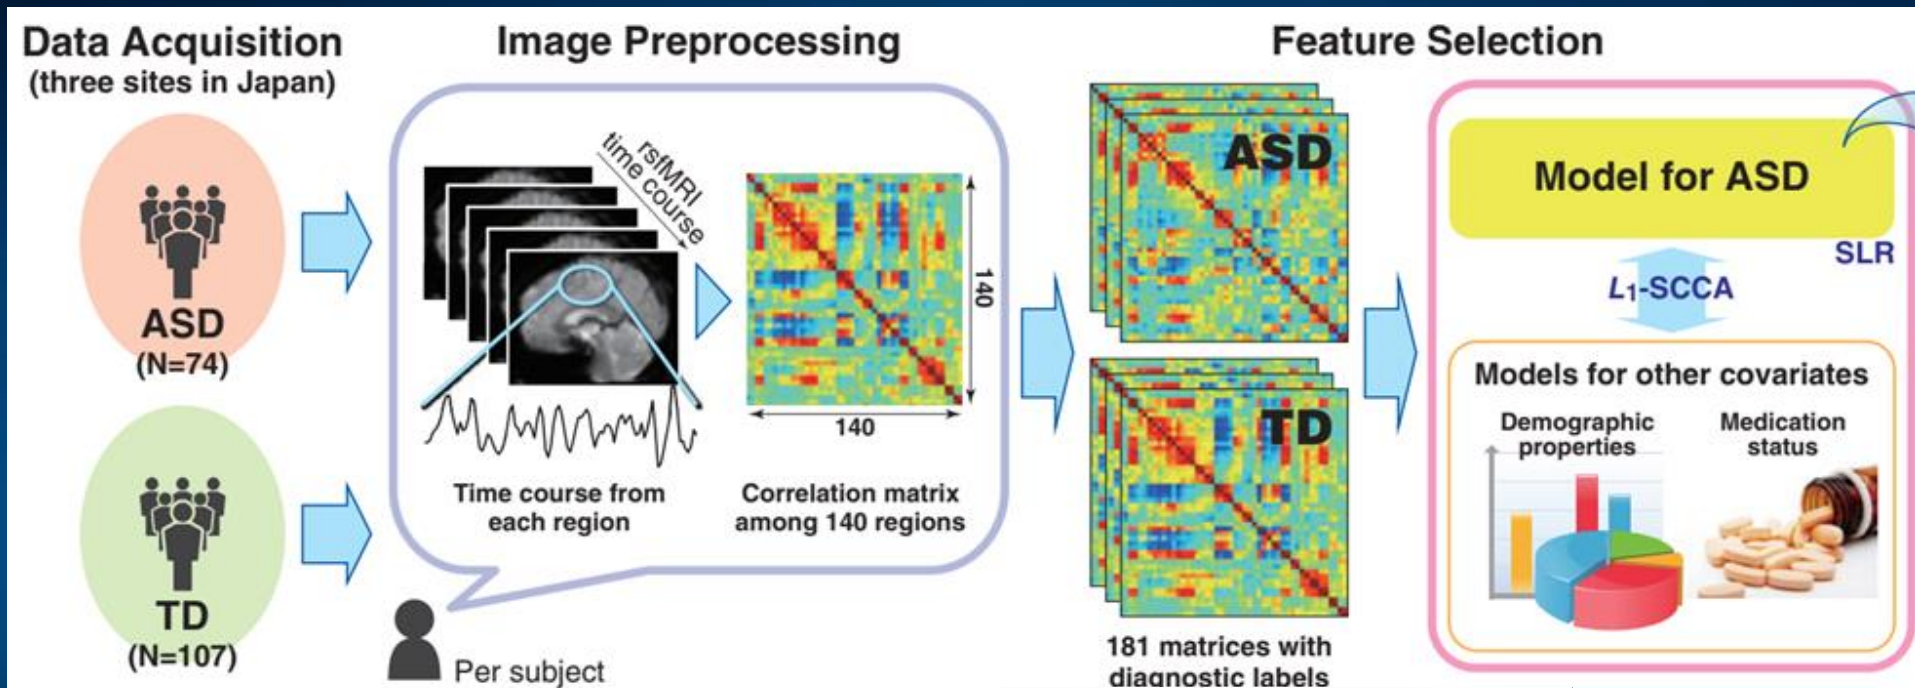 Data Acquisition
(three sites in Japan)
ASD
(N=74)
TD
(N=107)
Image Preprocessing
rsfMRI
time course
140
140
Time course from
each region
Correlation matrix
among 140 regions
Per subject
Feature Selection
ASD
TD
181 matrices with
diagnostic labels
Model for ASD
SLR
L1-SCCA
Models for other covariates
Demographic
properties
Medication
status